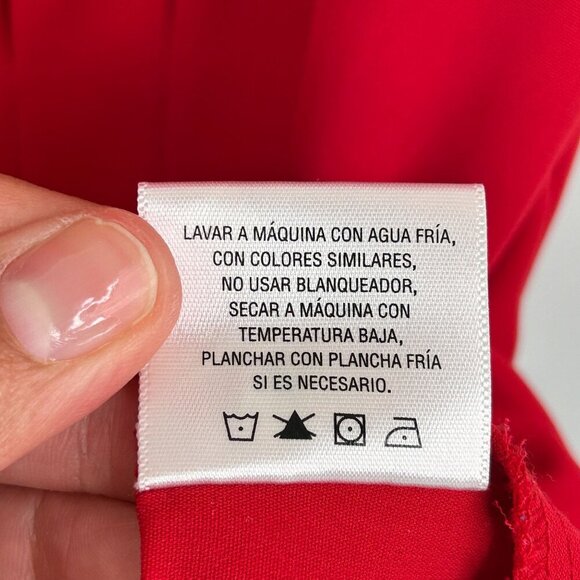 LAVAR A MÁQUINA CON AGUA FRÍA,
CON COLORES SIMILARES,
NO USAR BLANQUEADOR,
SECAR A MÁQUINA CON
TEMPERATURA BAJA,
PLANCHAR CON PLANCHA FRÍA
SI ES NECESARIO.